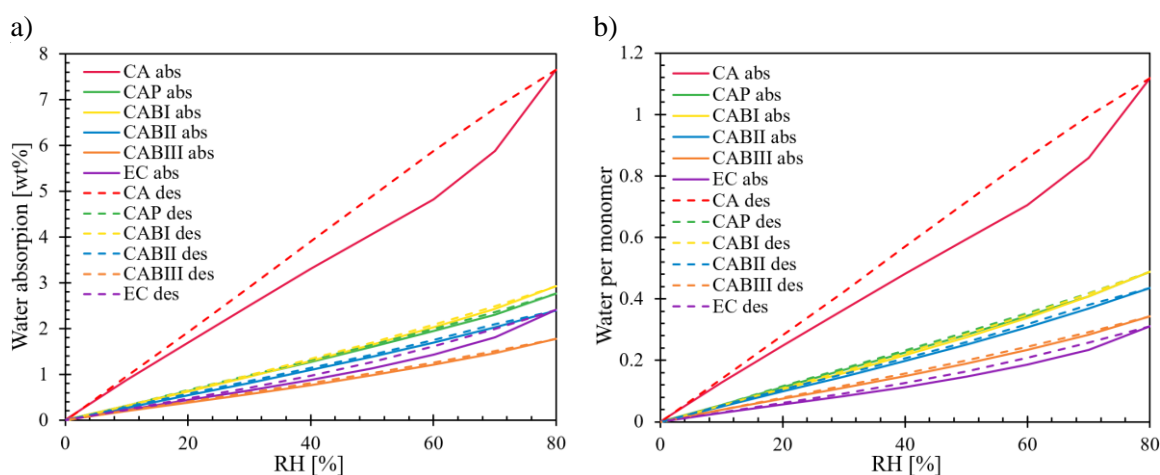 a)
8
7
6
5
4
3
2
1
0
Water absorpion [wt%]
CA abs
CAP abs
CABI abs
CABII abs
CABIII abs
EC abs
CA des
CAP des
CABI des
CABII des
CABIII des
EC des
0 20 40 60 80
RH [%]
b)
1.2
1
0.8
0.6
0.4
0.2
0
Water per monomer
CA abs
CAP abs
CABI abs
CABII abs
CABIII abs
EC abs
CA des
CAP des
CABI des
CABII des
CABIII des
EC des
0 20 40 60 80
RH [%]